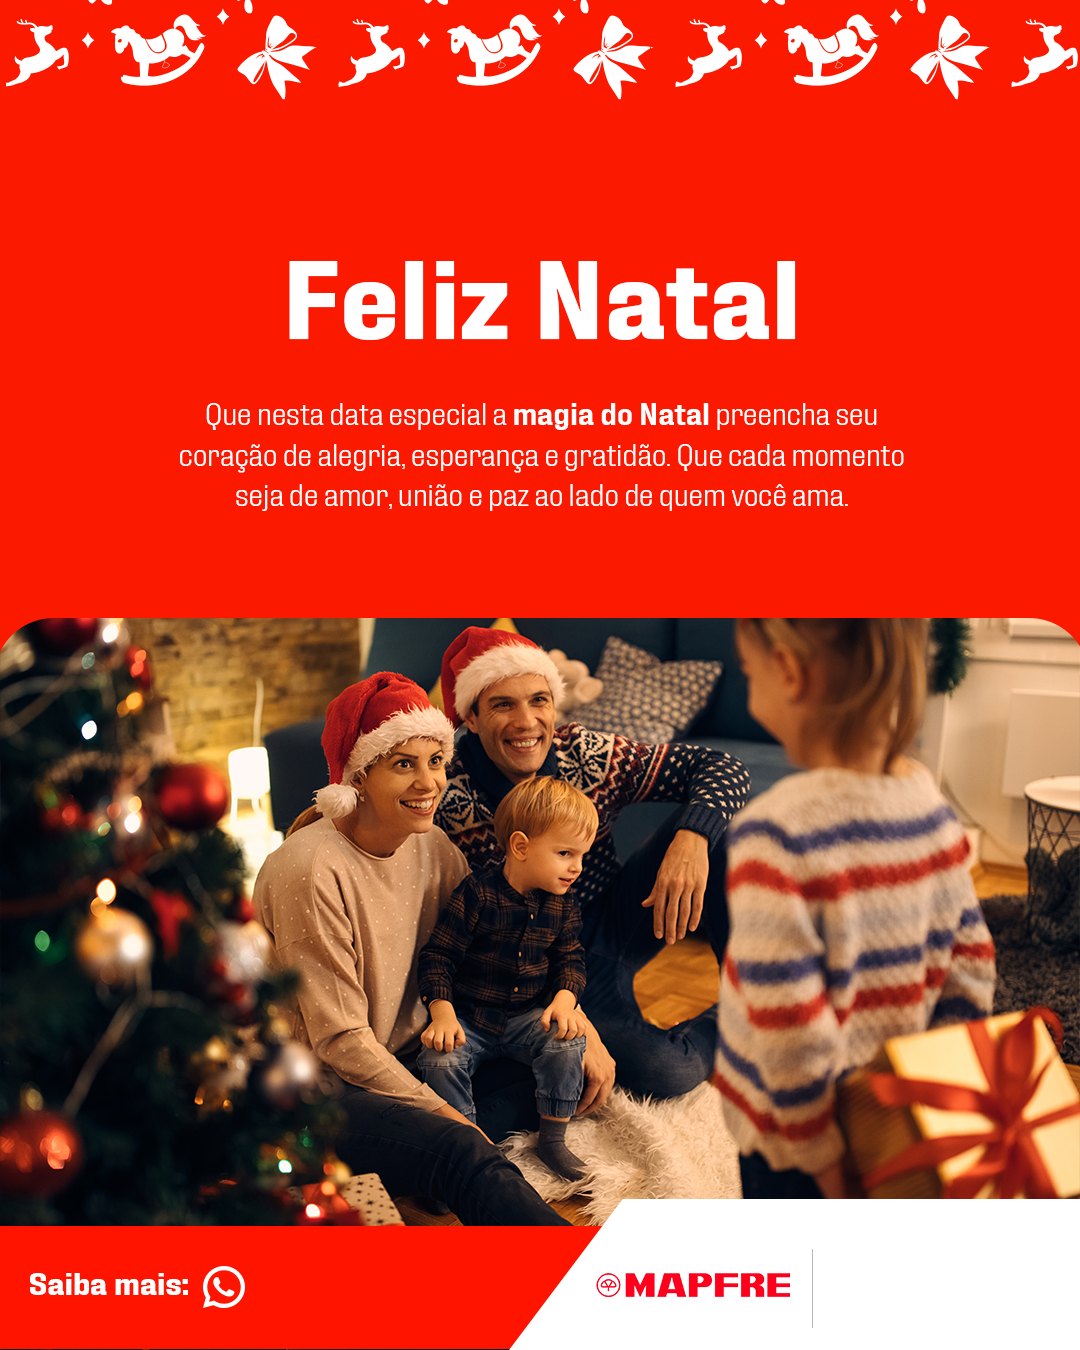 Feliz Natal
Que nesta data especial a magia do Natal preencha seu
coração de alegria, esperança e gratidão. Que cada momento
seja de amor, união e paz ao lado de quem você ama.
Saiba mais:
MAPFRE